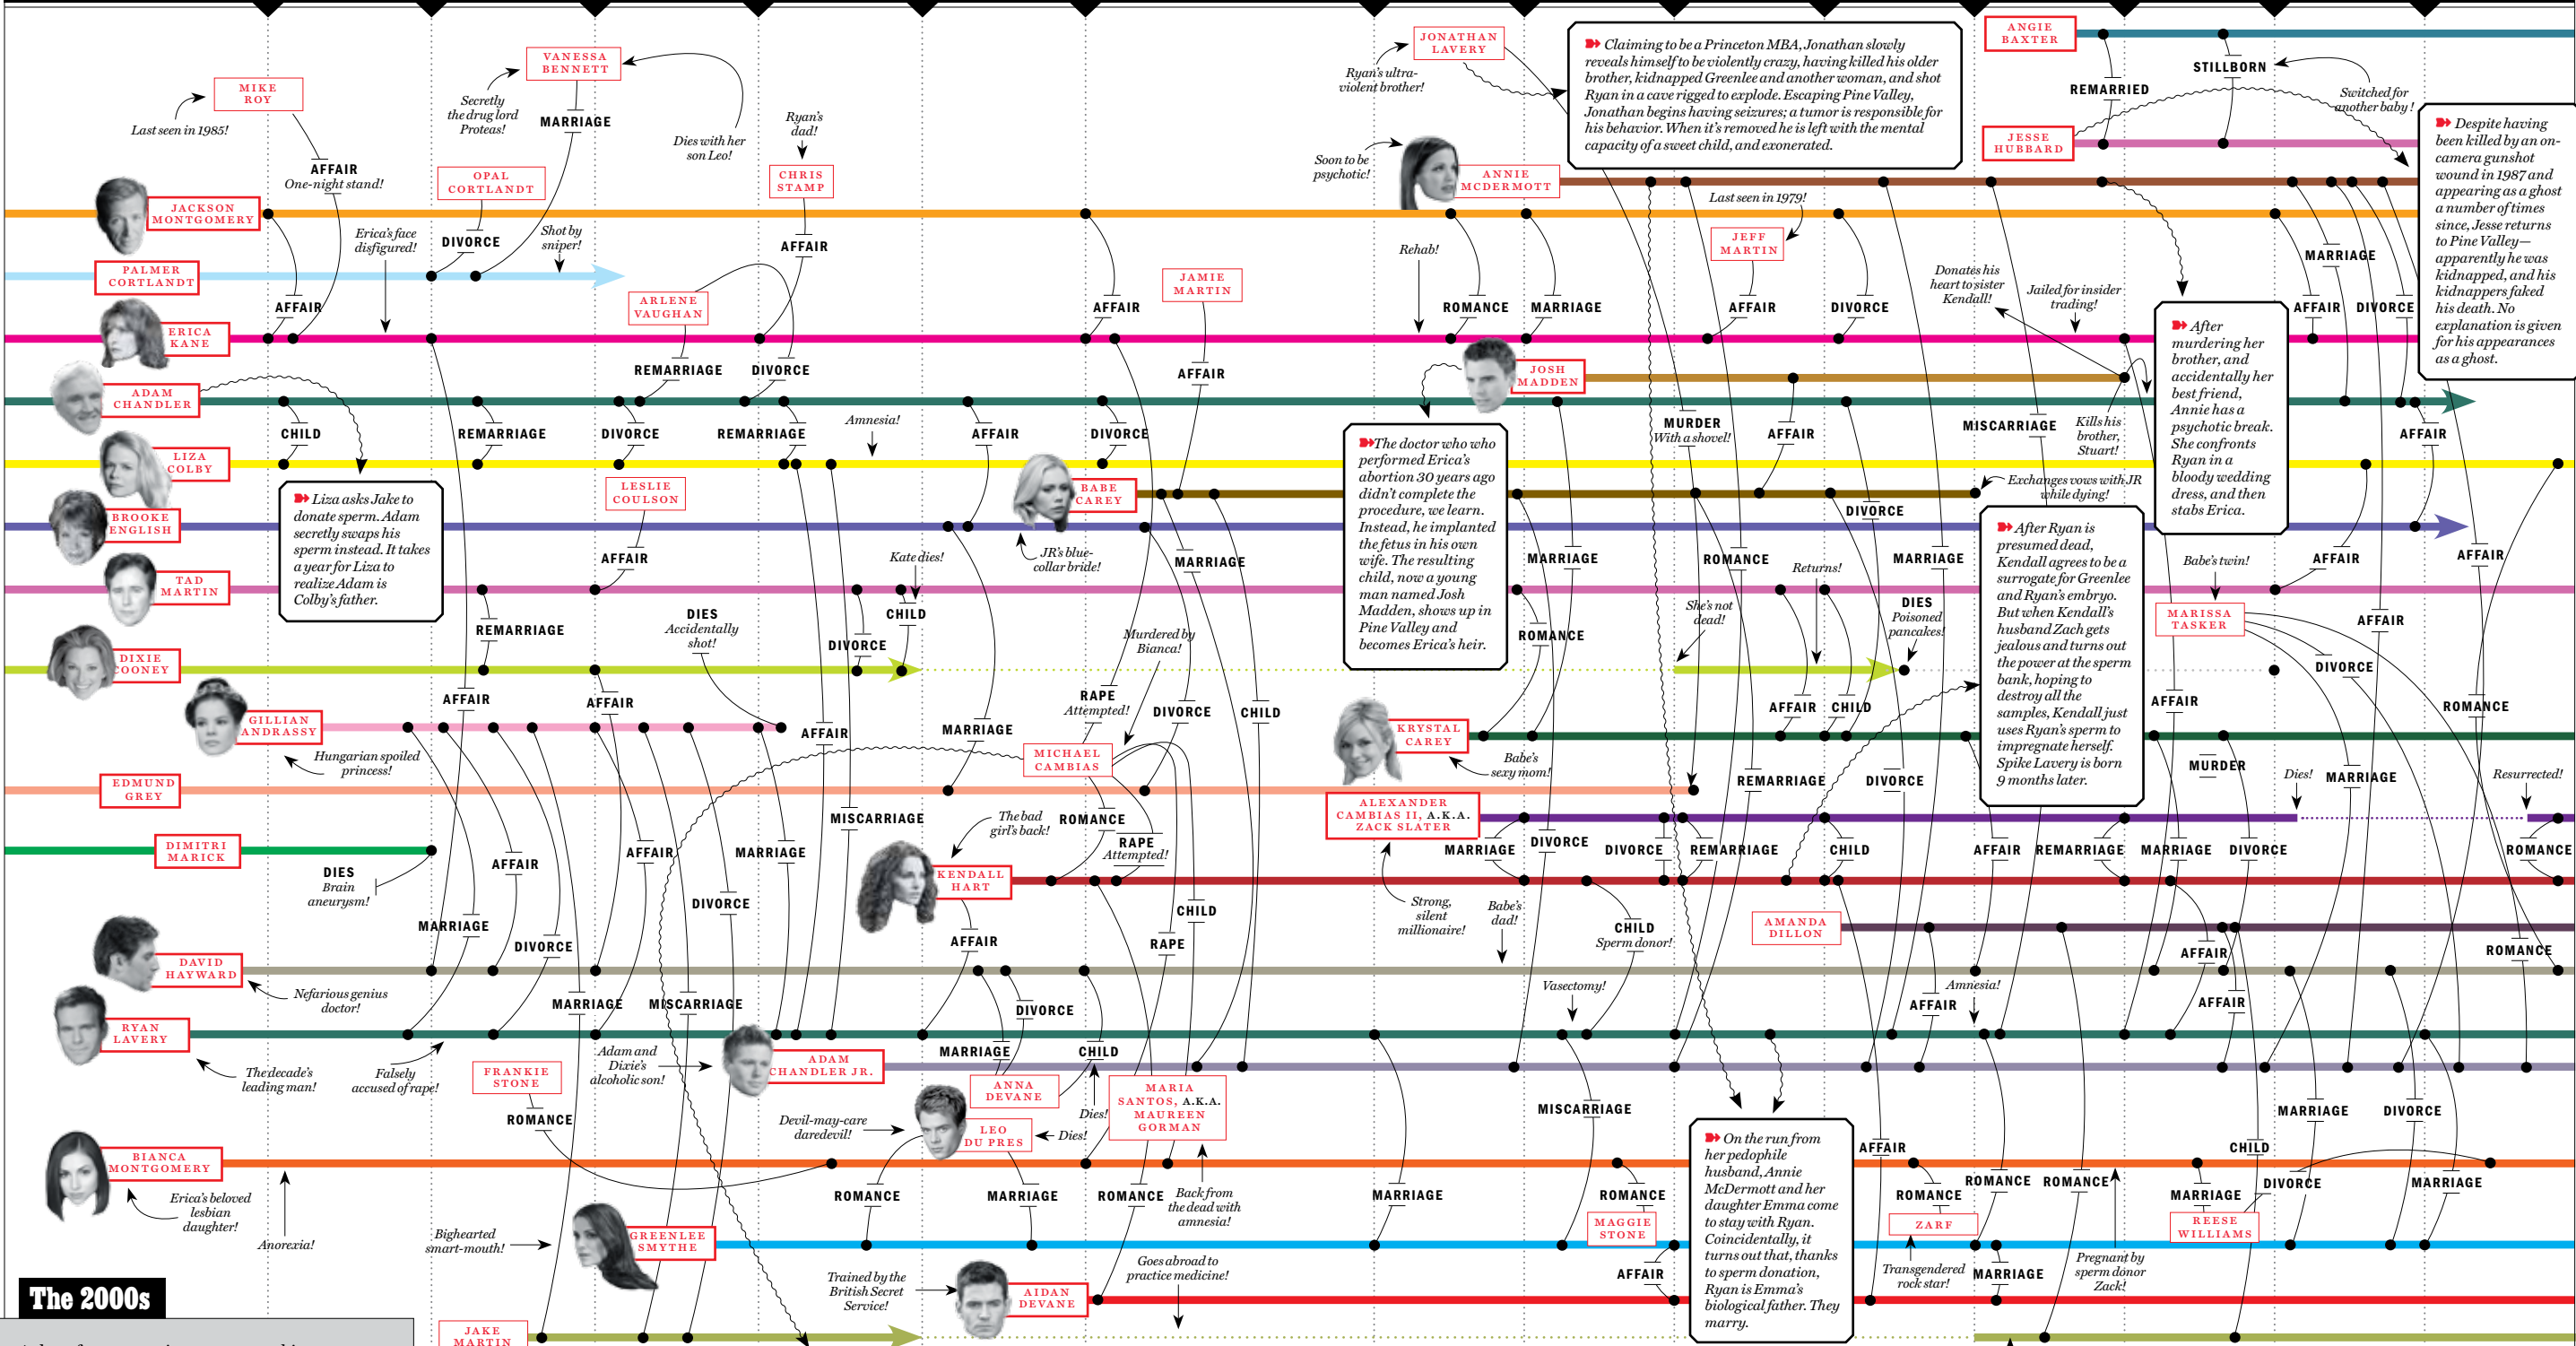 MIKE
ROY
Last seen in 1985!
AFFAIR
One-night stand!
VANESSA
BENNETT
Secretly
the drug lord
Proteas!
MARRIAGE
Dies with her
son Leo!
OPAL
CORTLANDT
DIVORCE
Shot by
sniper!
Ryan's
dad!
CHRIS
STAMP
AFFAIR
JONATHAN
LAVERY
Ryan's ultra-
violent brother!
Claiming to be a Princeton MBA, Jonathan slowly
reveals himself to be violently crazy, having killed his older
brother, kidnapped Greenlee and another woman, and shot
Ryan in a cave rigged to explode. Escaping Pine Valley,
Jonathan begins having seizures; a tumor is responsible for
his behavior. When it's removed he is left with the mental
capacity of a sweet child, and exonerated.
ANGIE
BAXTER
REMARRIED
STILLBORN
Switched for
another baby!
JESSE
HUBBARD
Despite having
been killed by an on-
camera gunshot
wound in 1987 and
appearing as a ghost
a number of times
since, Jesse returns
to Pine Valley—
apparently he was
kidnapped, and his
kidnappers faked
his death. No
explanation is given
for his appearances
as a ghost.
Soon to be
psychotic!
ANNIE
MCDERMOTT
Last seen in 1979!
JEFF
MARTIN
JACKSON
MONTGOMERY
PALMER
CORTLANDT
Erica's face
disfigured!
AFFAIR
ERICA
KANE
ARLENE
VAUGHAN
REMARRIAGE
DIVORCE
AFFAIR
JAMIE
MARTIN
AFFAIR
Rehab!
ROMANCE
MARRIAGE
AFFAIR
DIVORCE
Donates his
heart to sister
Kendall!
Jailed for insider
trading!
MARRIAGE
AFFAIR
DIVORCE
After
murdering her
brother, and
accidentally her
best friend,
Annie has a
psychotic break.
She confronts
Ryan in a
bloody wedding
dress, and then
stabs Erica.
JOSH
MADDEN
ADAM
CHANDLER
CHILD
REMARRIAGE
DIVORCE
REMARRIAGE
Amnesia!
AFFAIR
DIVORCE
MURDER
With a shovel!
AFFAIR
MISCARRIAGE
Kills his
brother,
Stuart!
AFFAIR
LIZA
COLBY
The doctor who who
performed Erica's
abortion 30 years ago
didn't complete the
procedure, we learn.
Instead, he implanted
the fetus in his own
wife. The resulting
child, now a young
man named Josh
Madden, shows up in
Pine Valley and
becomes Erica's heir.
Liza asks Jake to
donate sperm. Adam
secretly swaps his
sperm instead. It takes
a year for Liza to
realize Adam is
Colby's father.
LESLIE
COULSON
AFFAIR
BABE
CAREY
JR's blue-
collar bride!
MARRIAGE
DIVORCE
Exchanges vows with JR
while dying!
BROOKE
ENGLISH
After Ryan is
presumed dead,
Kendall agrees to be a
surrogate for Greenlee
and Ryan's embryo.
But when Kendall's
husband Zach gets
jealous and turns out
the power at the sperm
bank, hoping to
destroy all the
samples, Kendall just
uses Ryan's sperm to
impregnate herself.
Spike Lavery is born
9 months later.
MARRIAGE
ROMANCE
Returns!
MARRIAGE
Babe's twin!
AFFAIR
AFFAIR
TAD
MARTIN
REMARRIAGE
DIES
Accidentally
shot!
Kate dies!
CHILD
DIVORCE
Murdered by
Bianca!
ROMANCE
She's not
dead!
DIES
Poisoned
pancakes!
MARISSA
TASKER
AFFAIR
DIXIE
COONEY
DIVORCE
AFFAIR
AFFAIR
RAPE
Attempted!
DIVORCE
CHILD
AFFAIR
CHILD
AFFAIR
ROMANCE
GILLIAN
ANDRASSY
Hungarian spoiled
princess!
AFFAIR
MARRIAGE
MICHAEL
CAMBIAS
KRYSTAL
CAREY
Babe's
sexy mom!
REMARRIAGE
DIVORCE
MURDER
Dies!
MARRIAGE
Resurrected!
EDMUND
GREY
MISCARRIAGE
The bad
girl's back!
ROMANCE
RAPE
Attempted!
ALEXANDER
CAMBIAS II, A.K.A.
ZACK SLATER
MARRIAGE
DIVORCE
DIVORCE
REMARRIAGE
CHILD
AFFAIR
REMARRIAGE
MARRIAGE
DIVORCE
ROMANCE
DIMITRI
MARICK
DIES
Brain
aneurysm!
AFFAIR
AFFAIR
MARRIAGE
DIVORCE
KENDALL
HART
MARRIAGE
DIVORCE
AFFAIR
RAPE
CHILD
Strong,
silent
millionaire!
Babe's
dad!
CHILD
Sperm donor!
AMANDA
DILLON
AFFAIR
ROMANCE
DAVID
HAYWARD
Nefarious genius
doctor!
MARRIAGE
MISCARRIAGE
DIVORCE
Vasectomy!
AFFAIR
Amnesia!
AFFAIR
RYAN
LAVERY
The decade's
leading man!
Falsely
accused of rape!
FRANKIE
STONE
ROMANCE
Adam and
Dixie's
alcoholic son!
ADAM
CHANDLER JR.
MARRIAGE
CHILD
ANNA
DEVANE
Dies!
MARIA
SANTOS, A.K.A.
MAUREEN
GORMAN
Devil-may-care
daredevil!
LEO
DU PRES
Dies!
MISCARRIAGE
On the run from
her pedophile
husband, Annie
McDermott and her
daughter Emma come
to stay with Ryan.
Coincidentally, it
turns out that, thanks
to sperm donation,
Ryan is Emma's
biological father. They
marry.
AFFAIR
MARRIAGE
DIVORCE
CHILD
BIANCA
MONTGOMERY
Erica's beloved
lesbian
daughter!
Anorexia!
ROMANCE
MARRIAGE
ROMANCE
Back from
the dead with
amnesia!
MARRIAGE
ROMANCE
MAGGIE
STONE
ROMANCE
ZARF
Transgendered
rock star!
ROMANCE
ROMANCE
MARRIAGE
DIVORCE
REESE
WILLIAMS
MARRIAGE
Bighearted
smart-mouth!
GREENLEE
SMYTHE
Goes abroad to
practice medicine!
AFFAIR
MARRIAGE
Pregnant by
sperm donor
Zack!
Trained by the
British Secret
Service!
AIDAN
DEVANE
The 2000s
JAKE
MARTIN